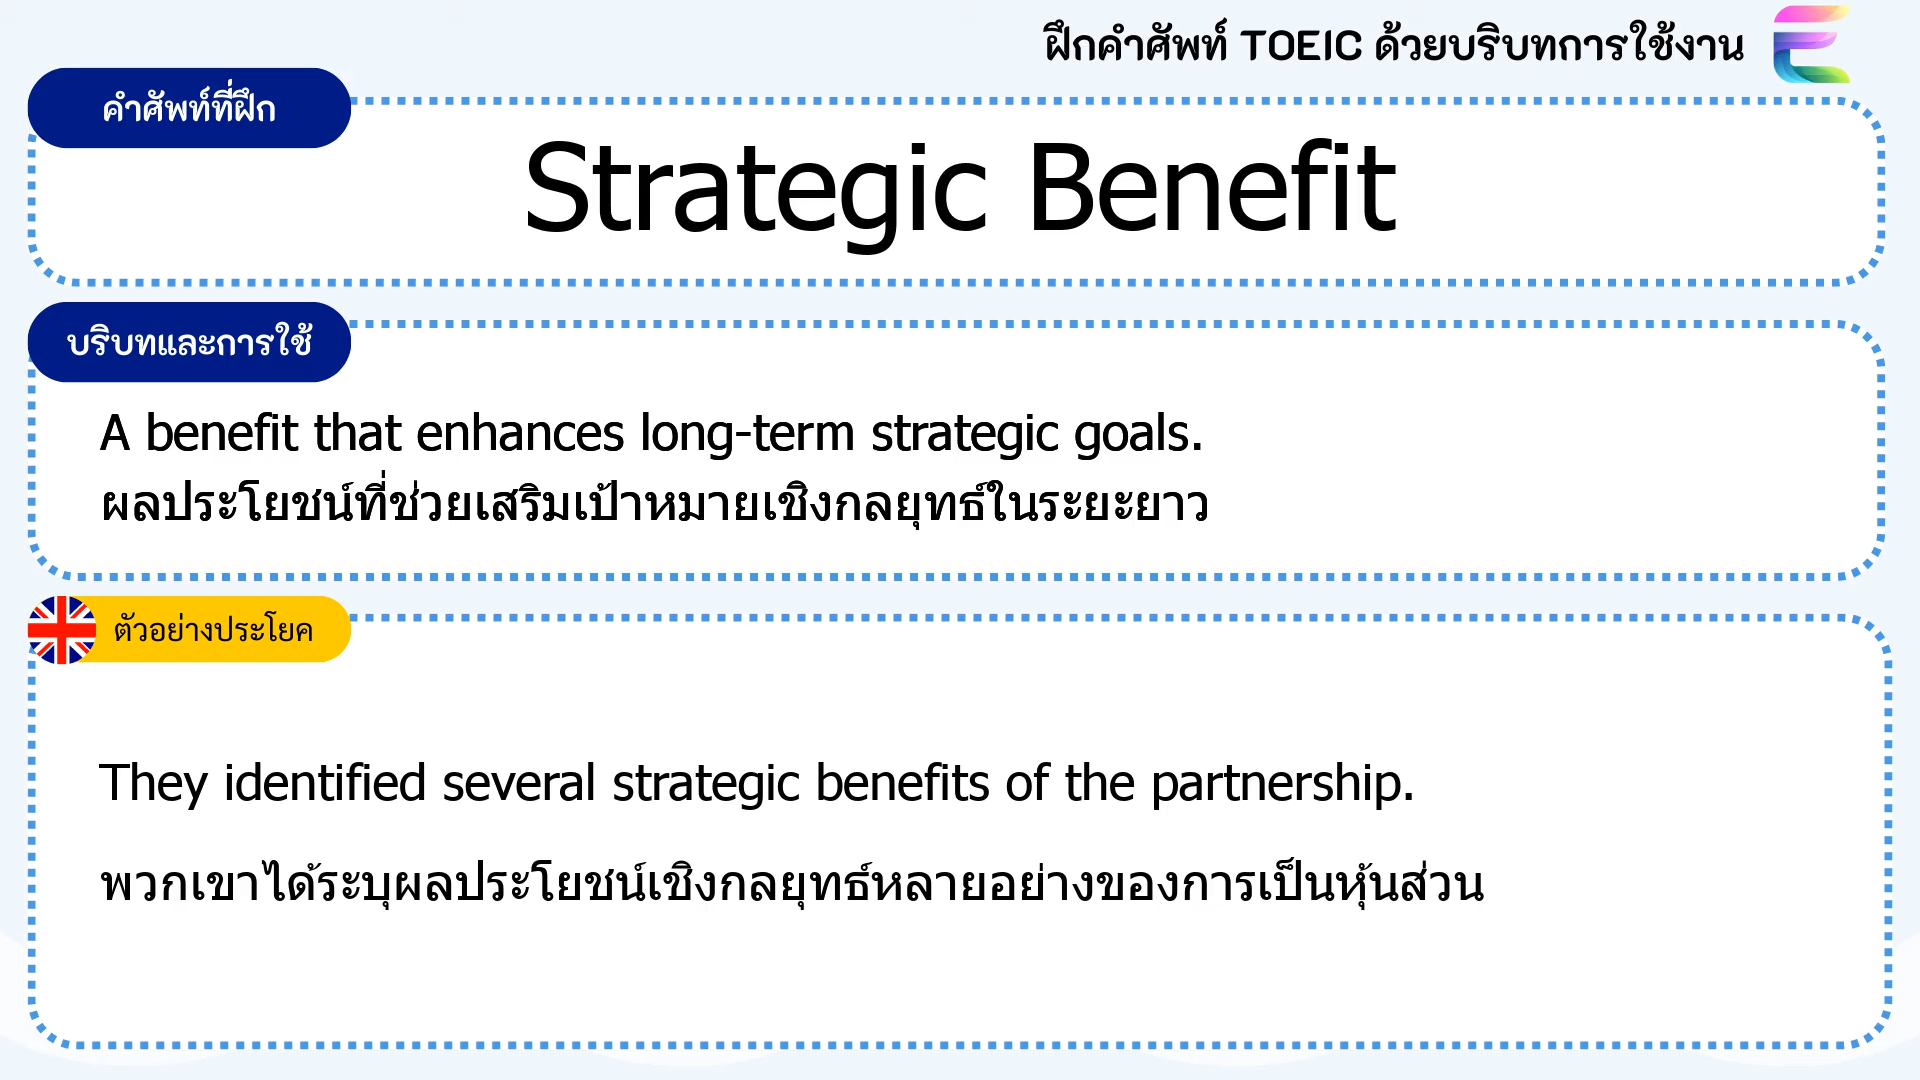 ฝึกคำศัพท์ TOEIC ด้วยบริบทการใช้งาน
คำศัพท์ที่ฝึก
Strategic Benefit
บริบทและการใช้
A benefit that enhances long-term strategic goals.
ผลประโยชน์ที่ช่วยเสริมเป้าหมายเชิงกลยุทธ์ในระยะยาว
ตัวอย่างประโยค
They identified several strategic benefits of the partnership.
พวกเขาได้ระบุผลประโยชน์เชิงกลยุทธ์หลายอย่างของการเป็นหุ้นส่วน